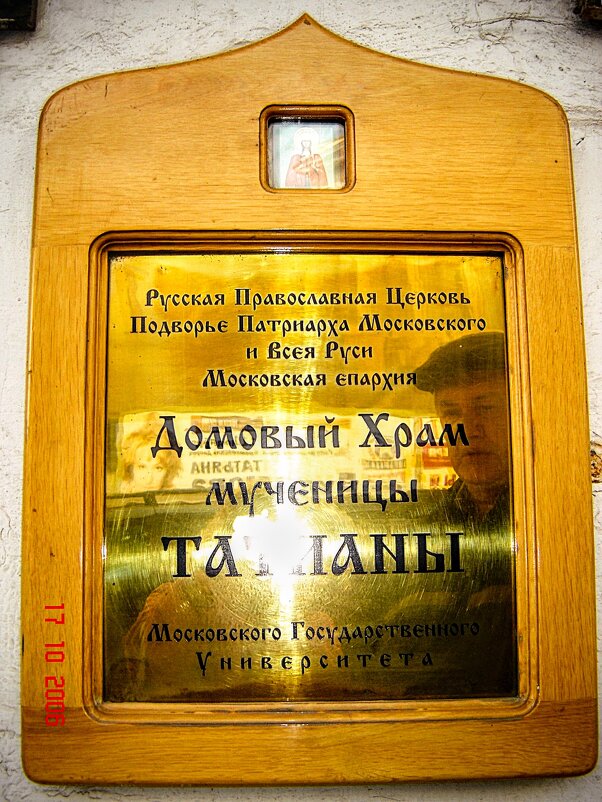 Русская Православная Церковь
Подворье Патриарха Московского
и Всея Руси
Московская епархия
Домовый Храм
мученицы
ТАТИАНЫ
Московского Государственного
Университета
17 10 2006